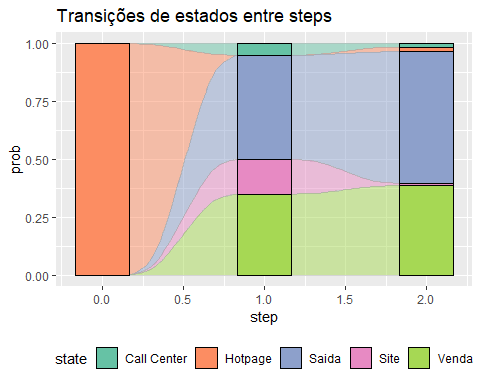 Transições de estados entre steps
1.00
0.75
0.50
0.25
0.00
prob
0.0 0.5 1.0 1.5 2.0
step
state Call Center Hotpage Saida Site Venda